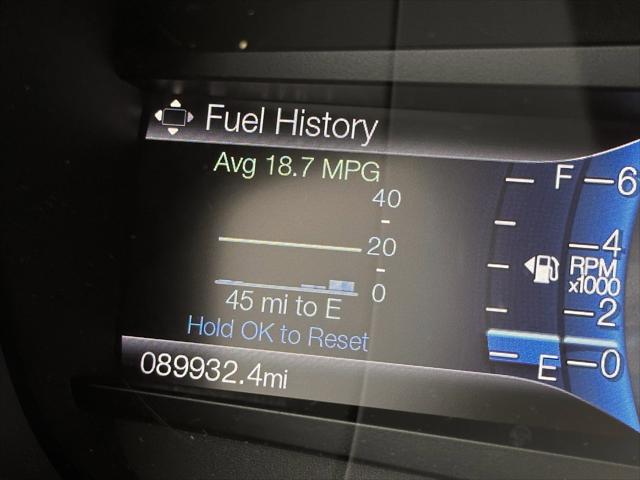 Fuel History
Avg 18.7 MPG
40
20
0
45 mi to E
Hold OK to Reset
089932.4mi
F
E
6
4
RPM
x1000
2
0